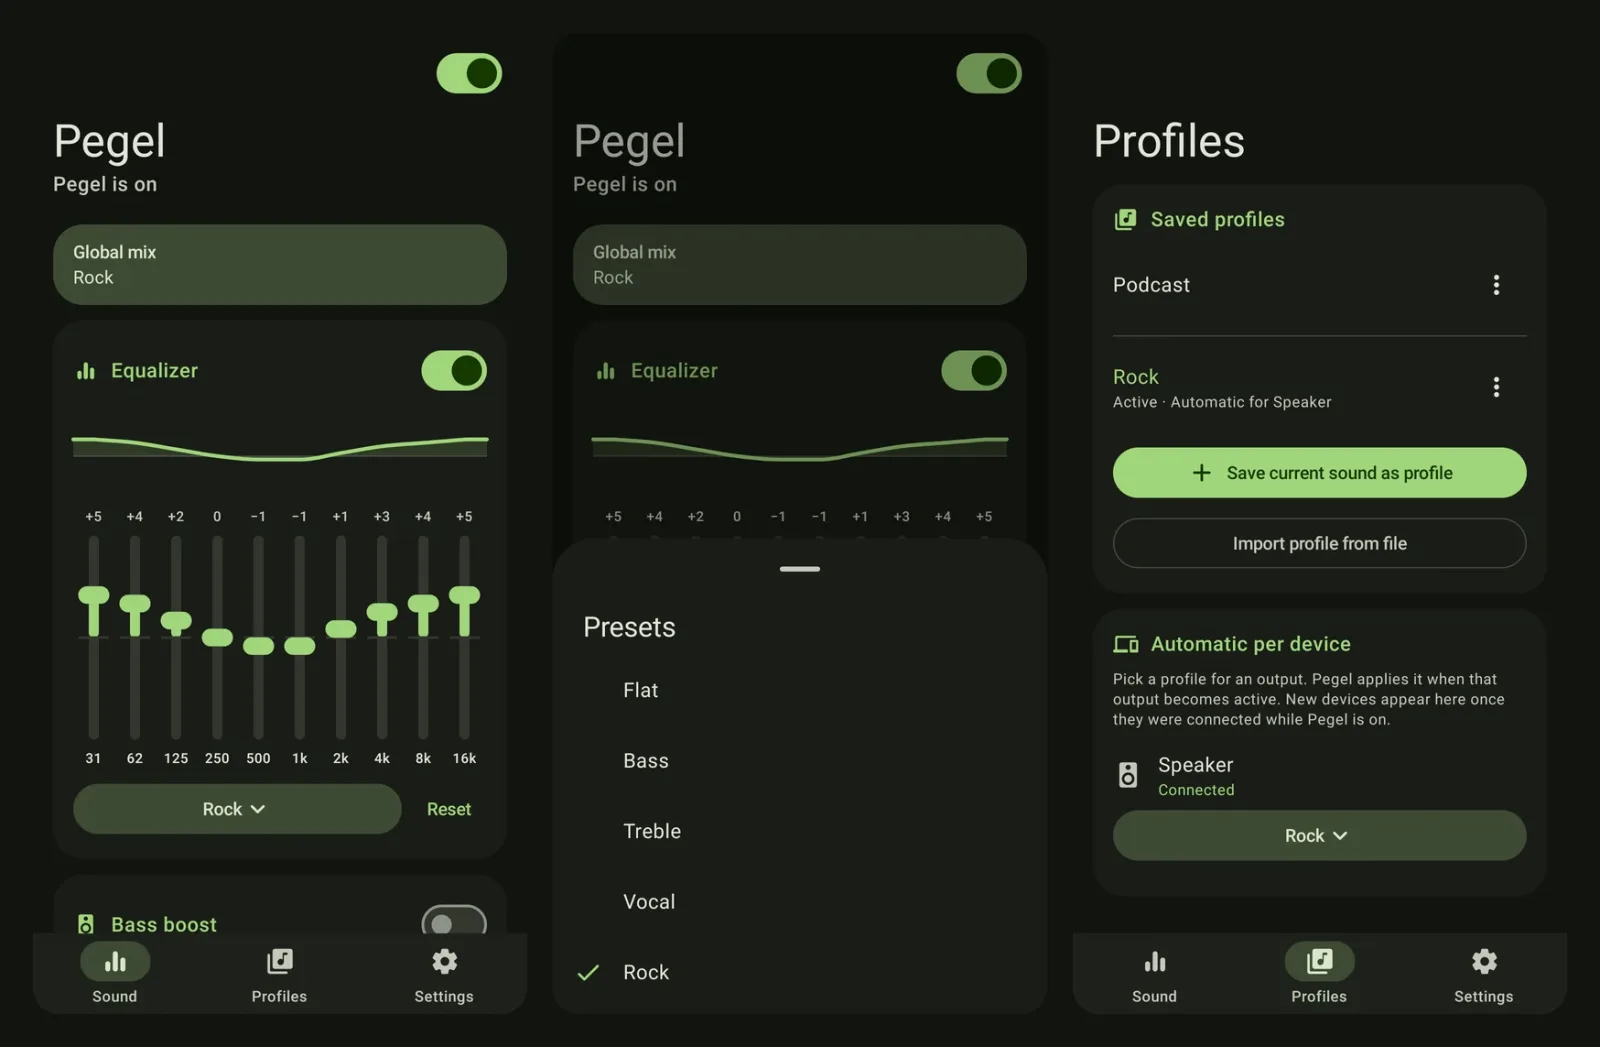 Pegel
Pegel is on
Global mix
Rock
Equalizer
+5 +4 +2 0 −1 −1 +1 +3 +4 +5
31 62 125 250 500 1k 2k 4k 8k 16k
Rock
Reset
Bass boost
Sound Profiles Settings
Pegel
Pegel is on
Global mix
Rock
Equalizer
+5 +4 +2 0 −1 −1 +1 +3 +4 +5
Presets
Flat
Bass
Treble
Vocal
Rock
Profiles
Saved profiles
Podcast
Rock
Active · Automatic for Speaker
Save current sound as profile
Import profile from file
Automatic per device
Pick a profile for an output. Pegel applies it when that
output becomes active. New devices appear here once
they were connected while Pegel is on.
Speaker
Connected
Rock
Sound Profiles Settings